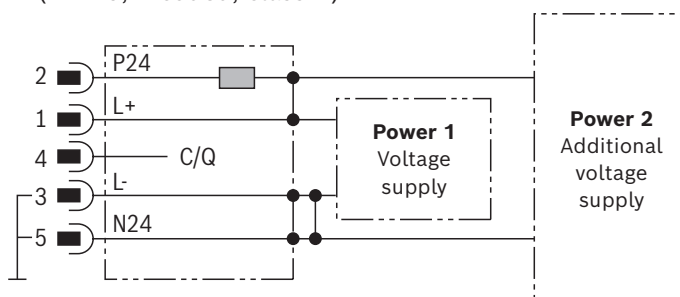 2 P24
1 L+
4 C/Q
3 L-
5 N24
Power 1
Voltage
supply
Power 2
Additional
voltage
supply